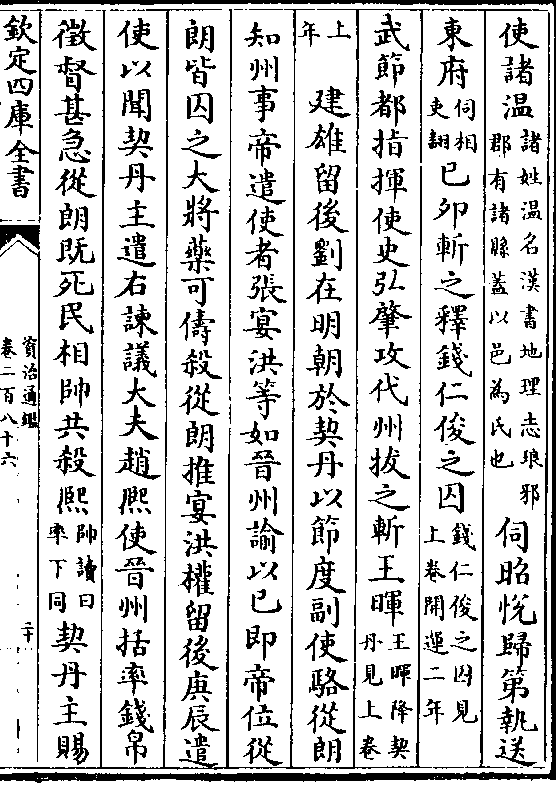 使諸温諸姓温名漢書地理志琅邪郡有諸縣蓋以邑為氏也伺昭悅歸第執送
東府伺相吏翻已夘斬之釋錢仁俊之囚錢仁俊之囚見上卷開運二年
武節都指揮使史弘肇攻代州拔之斬王暉王暉降契丹見上卷
上年建雄留後劉在明朝於契丹以節度副使駱從朗
知州事帝遣使者張宴洪等如晉州諭以已即帝位從
朗皆囚之大將藥可儔殺從朗推宴洪權留後庚辰遣
使以聞契丹主遣右諫議大夫趙熈使晉州括率錢帛
徵督甚急從朗既死民相帥共殺熈帥讀曰率下同契丹主賜
欽定四庫全書
資治通鑑
卷二百八十六
二十